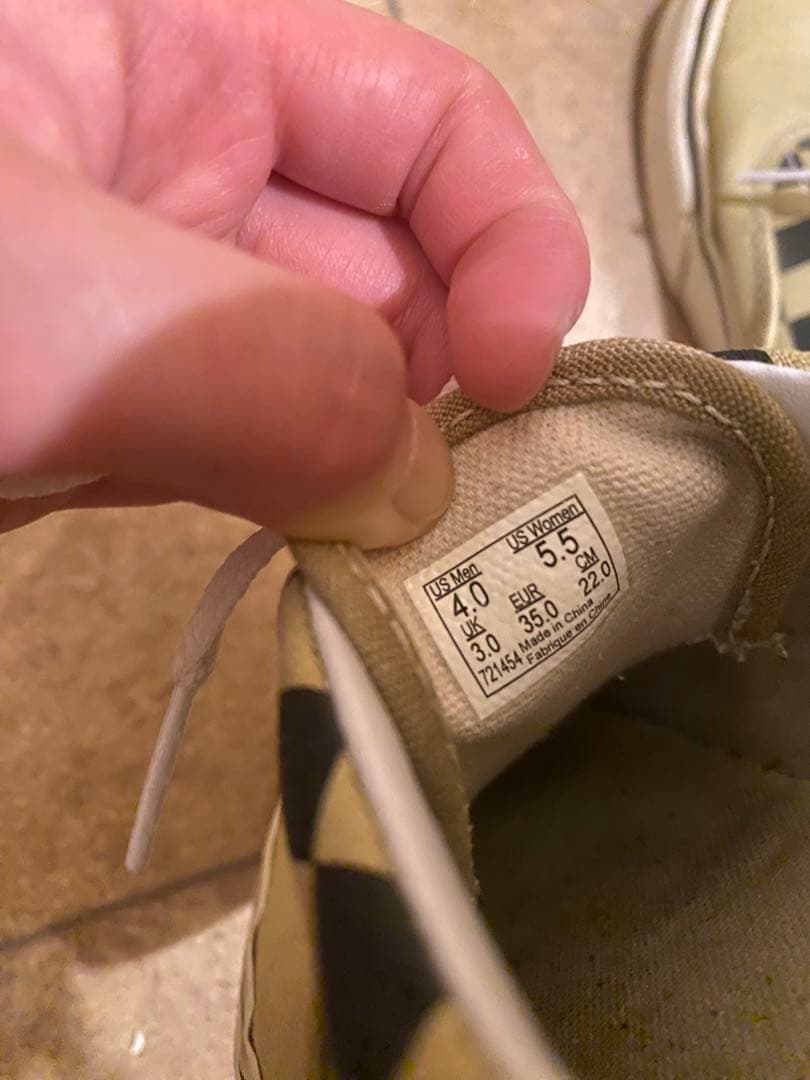 US Men US Women
4.0 5.5
UK EUR CM
3.0 35.0 22.0
721454 Made in China
Fabrique en Chine